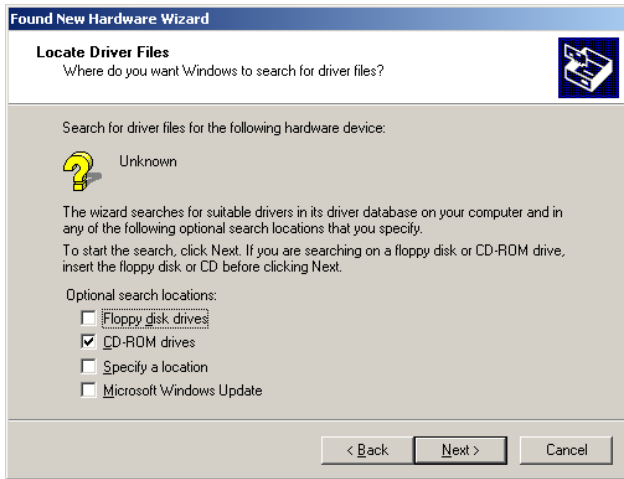 Found New Hardware Wizard
Locate Driver Files
Where do you want Windows to search for driver files?
Search for driver files for the following hardware device:
Unknown
The wizard searches for suitable drivers in its driver database on your computer and in
any of the following optional search locations that you specify.
To start the search, click Next. If you are searching on a floppy disk or CD-ROM drive,
insert the floppy disk or CD before clicking Next.
Optional search locations:
Floppy disk drives
CD-ROM drives
Specify a location
Microsoft Windows Update
< Back Next > Cancel